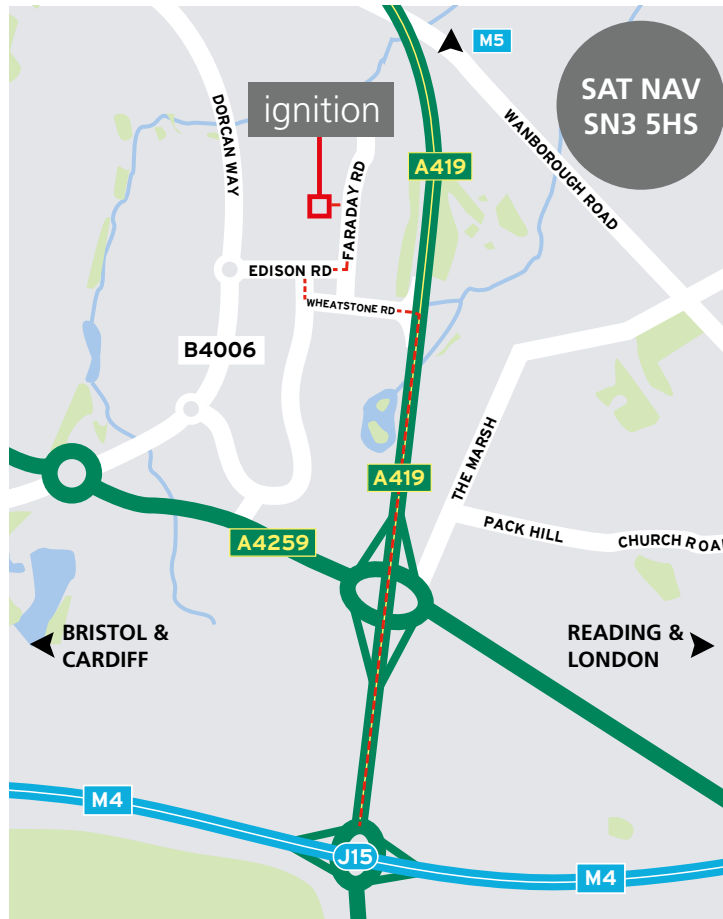 M5
SAT NAV
SN3 5HS
DORCAN WAY
ignition
WANBOROUGH ROAD
A419
FARADAY RD
EDISON RD
WHEATSTONE RD
B4006
THE MARSH
A419
PACK HILL
CHURCH ROAD
A4259
BRISTOL &
CARDIFF
READING &
LONDON
M4
J15
M4